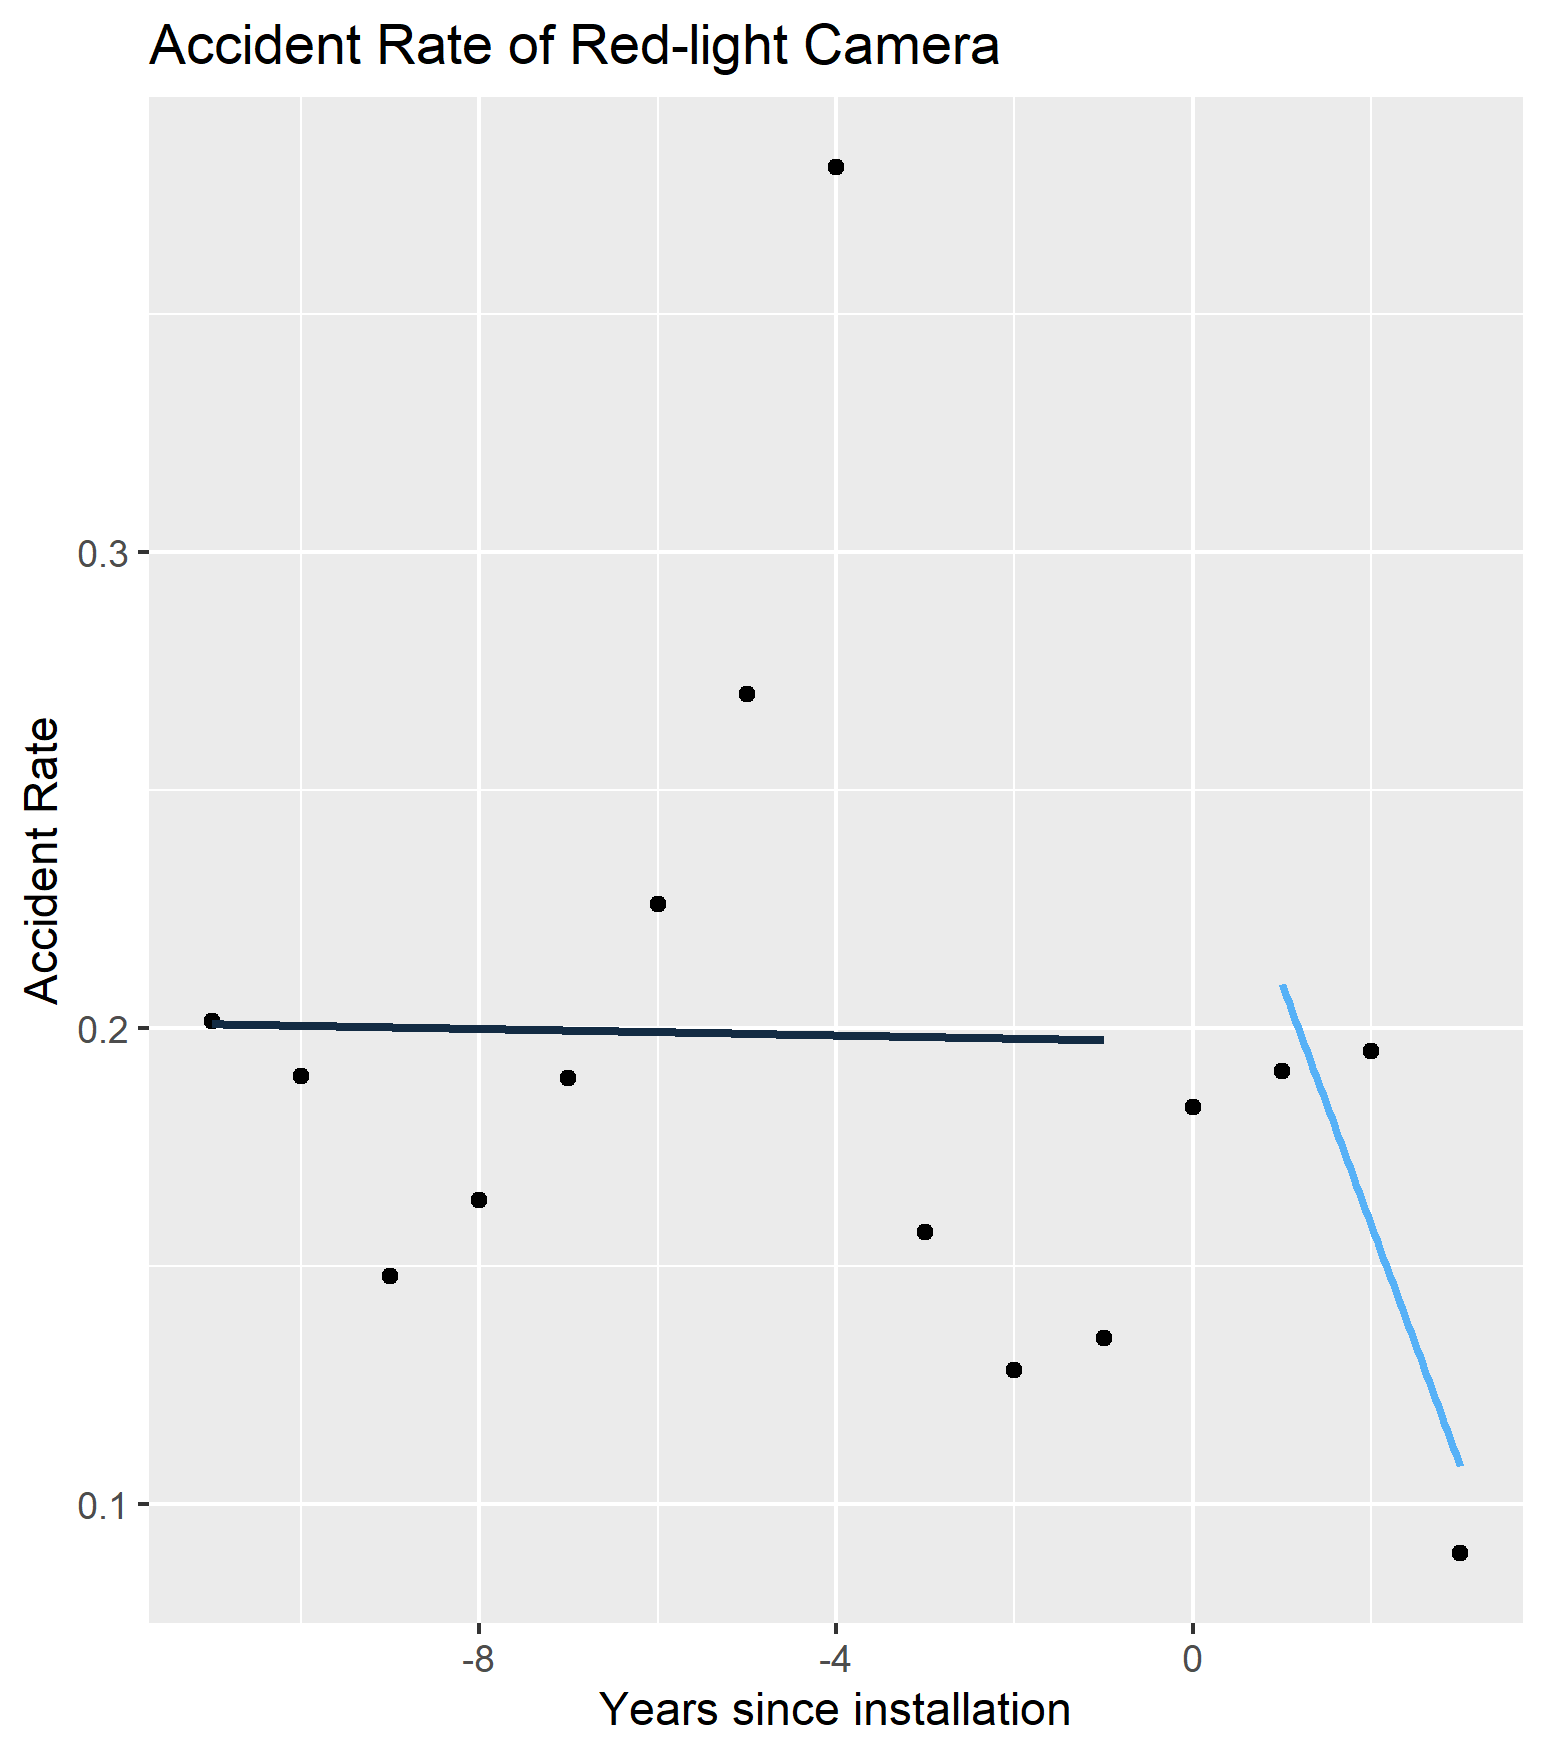 Accident Rate of Red-light Camera
Accident Rate
0.3
0.2
0.1
-8
-4
0
Years since installation